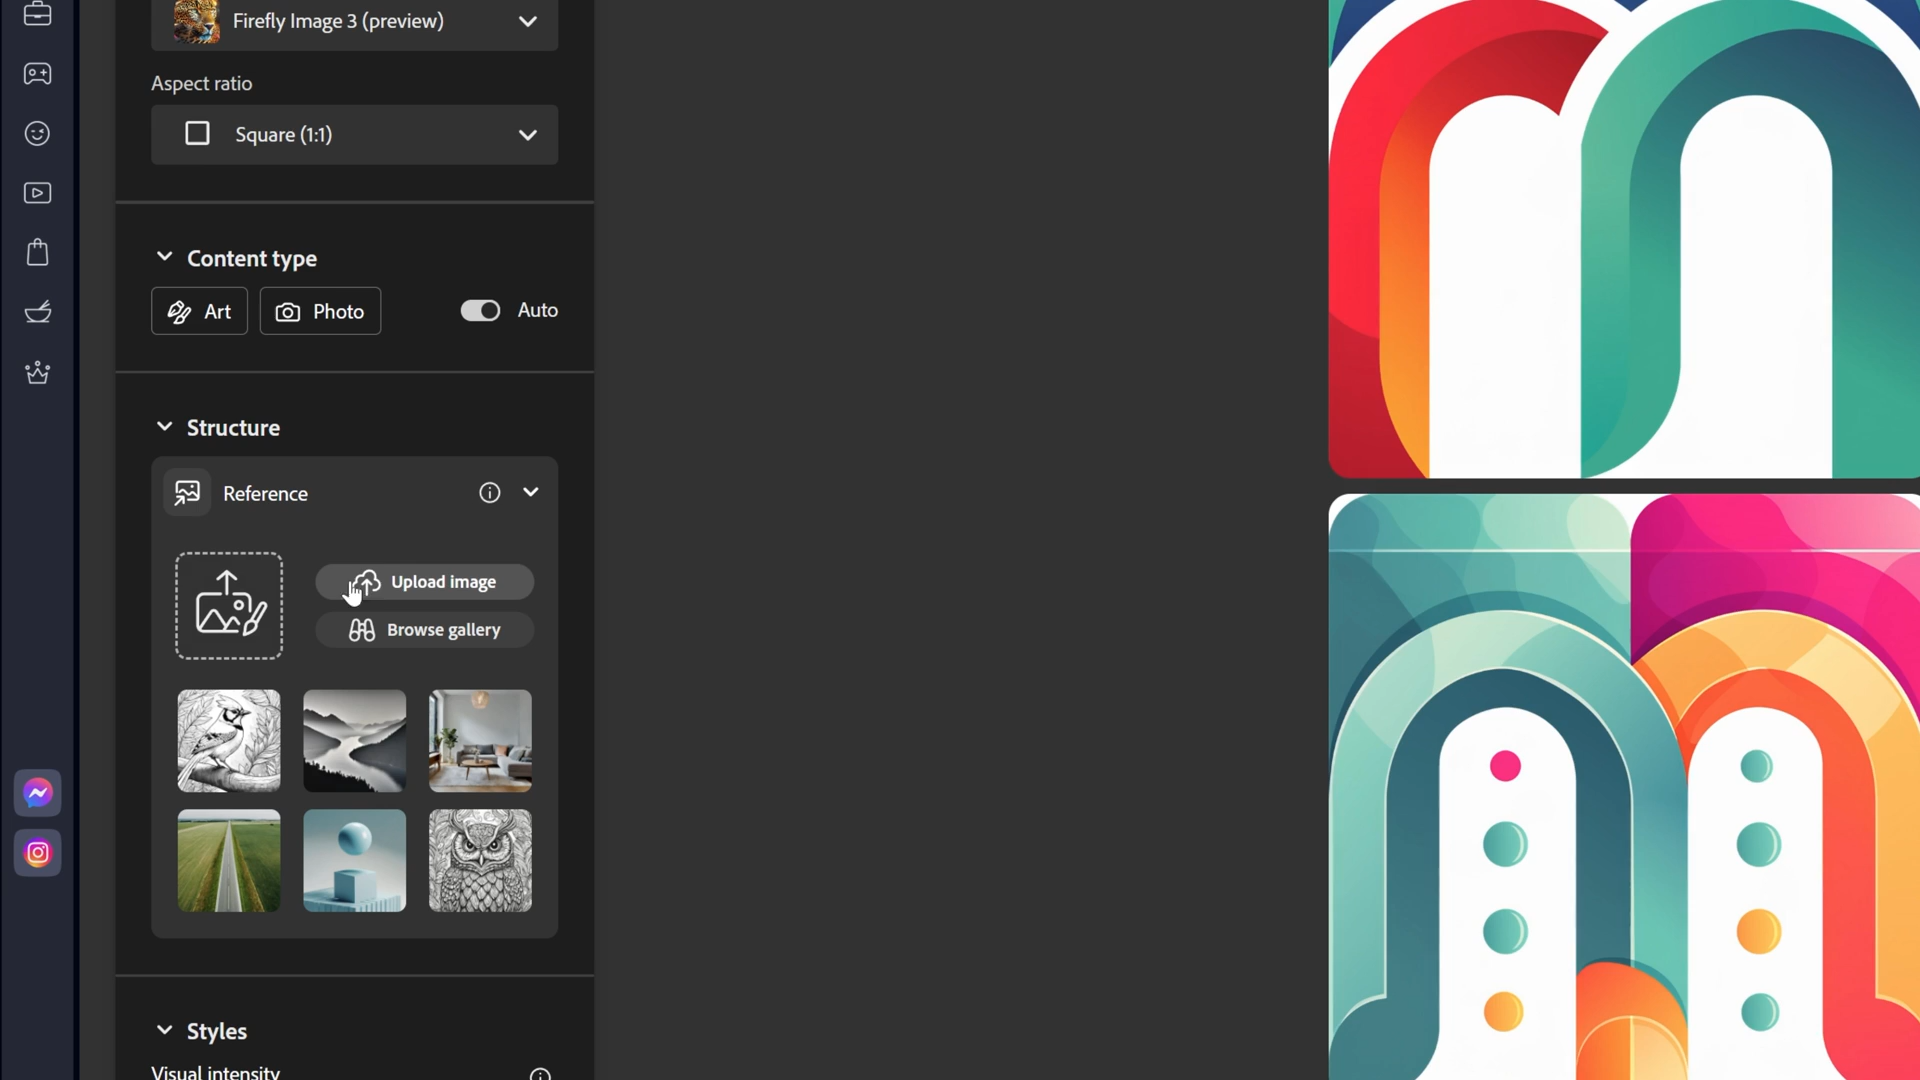 Firefly Image 3 (preview)
Aspect ratio
Square (1:1)
Content type
Art
Photo
Auto
Structure
Reference
Upload image
Browse gallery
Styles
Visual intensity